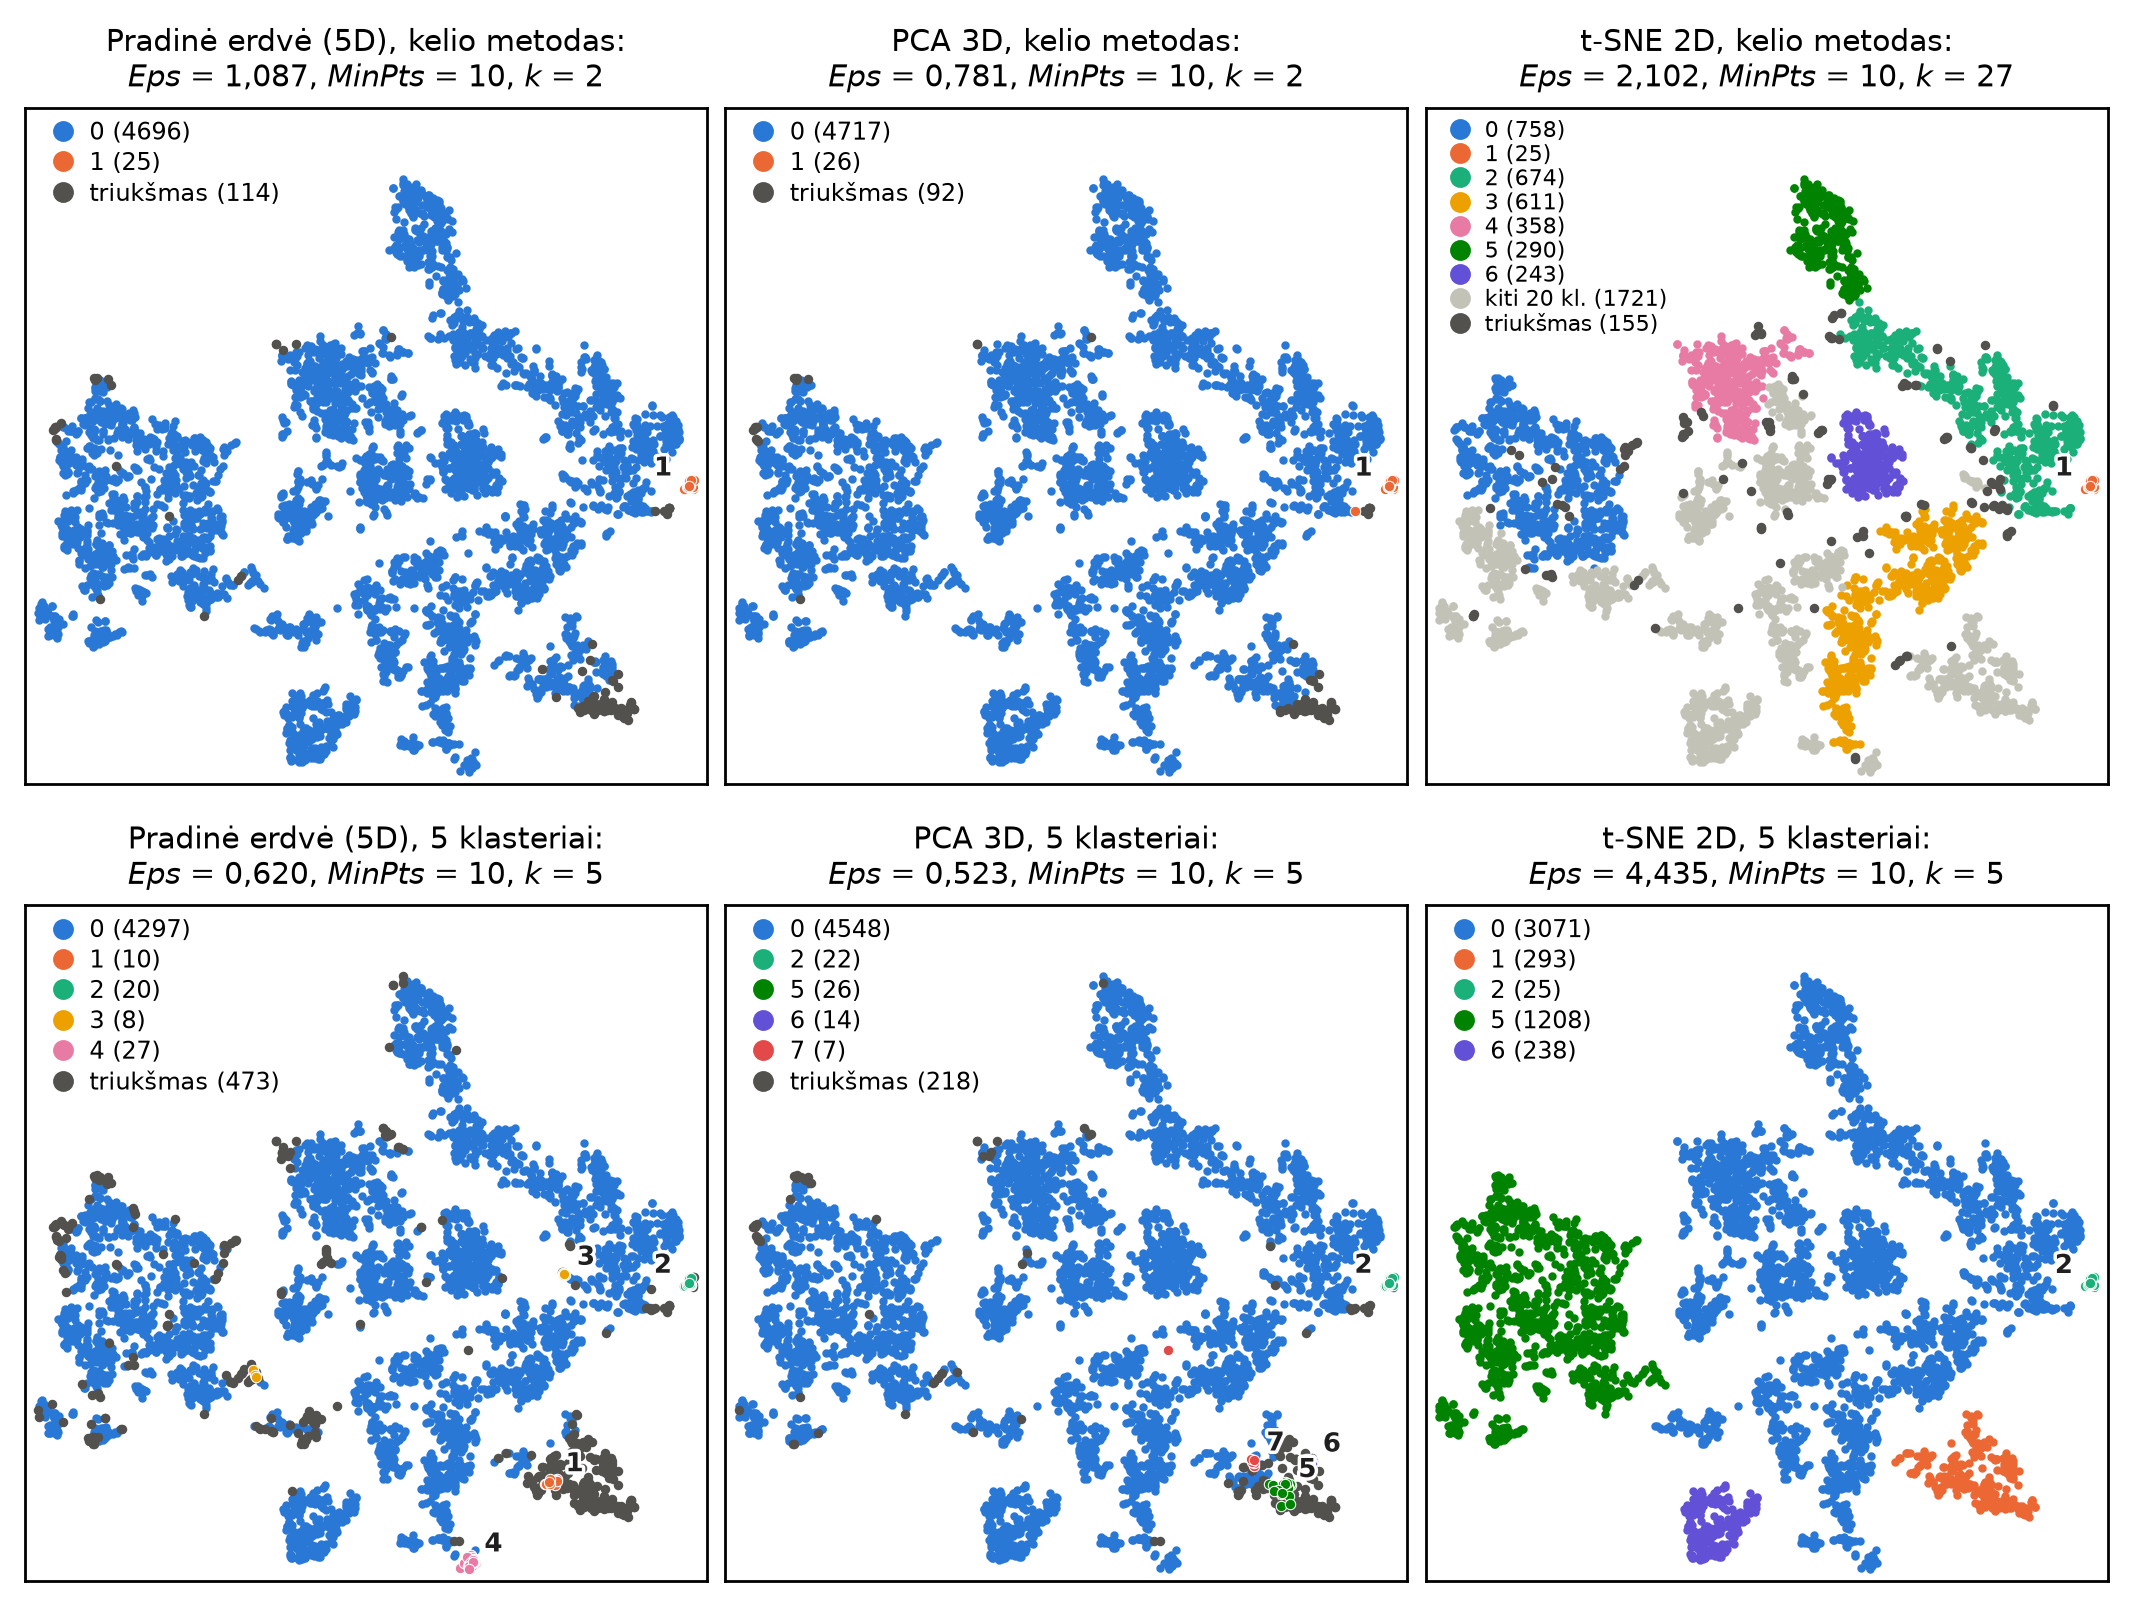 Pradinė erdvė (5D), kelio metodas:
Eps = 1,087, MinPts = 10, k = 2
0 (4696)
1 (25)
triukšmas (114)
1
PCA 3D, kelio metodas:
Eps = 0,781, MinPts = 10, k = 2
0 (4717)
1 (26)
triukšmas (92)
1
t-SNE 2D, kelio metodas:
Eps = 2,102, MinPts = 10, k = 27
0 (758)
1 (25)
2 (674)
3 (611)
4 (358)
5 (290)
6 (243)
kiti 20 kl. (1721)
triukšmas (155)
1
Pradinė erdvė (5D), 5 klasteriai:
Eps = 0,620, MinPts = 10, k = 5
0 (4297)
1 (10)
2 (20)
3 (8)
4 (27)
triukšmas (473)
3
2
1
4
PCA 3D, 5 klasteriai:
Eps = 0,523, MinPts = 10, k = 5
0 (4548)
2 (22)
5 (26)
6 (14)
7 (7)
triukšmas (218)
2
7
6
5
t-SNE 2D, 5 klasteriai:
Eps = 4,435, MinPts = 10, k = 5
0 (3071)
1 (293)
2 (25)
5 (1208)
6 (238)
2